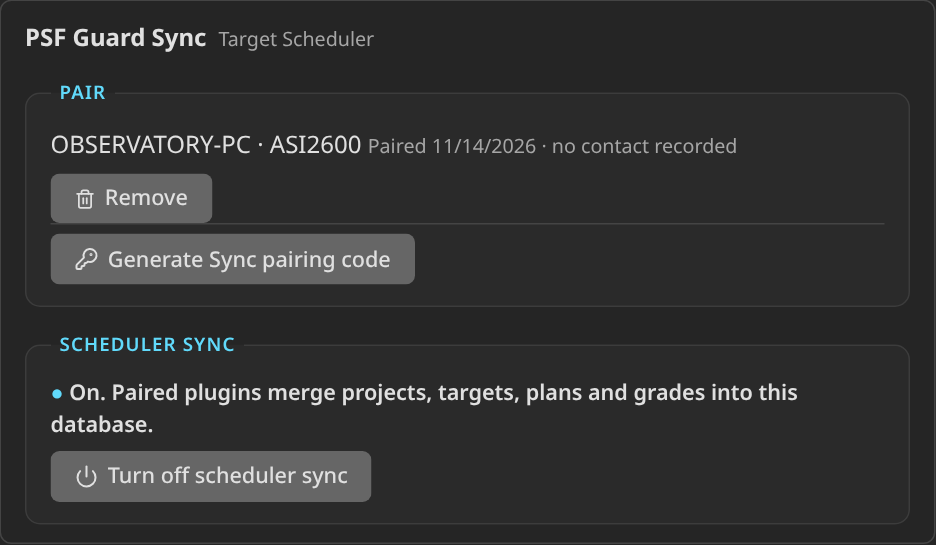 PSF Guard Sync Target Scheduler
PAIR
OBSERVATORY-PC · ASI2600 Paired 11/14/2026 · no contact recorded
Remove
Generate Sync pairing code
SCHEDULER SYNC
● On. Paired plugins merge projects, targets, plans and grades into this
database.
Turn off scheduler sync